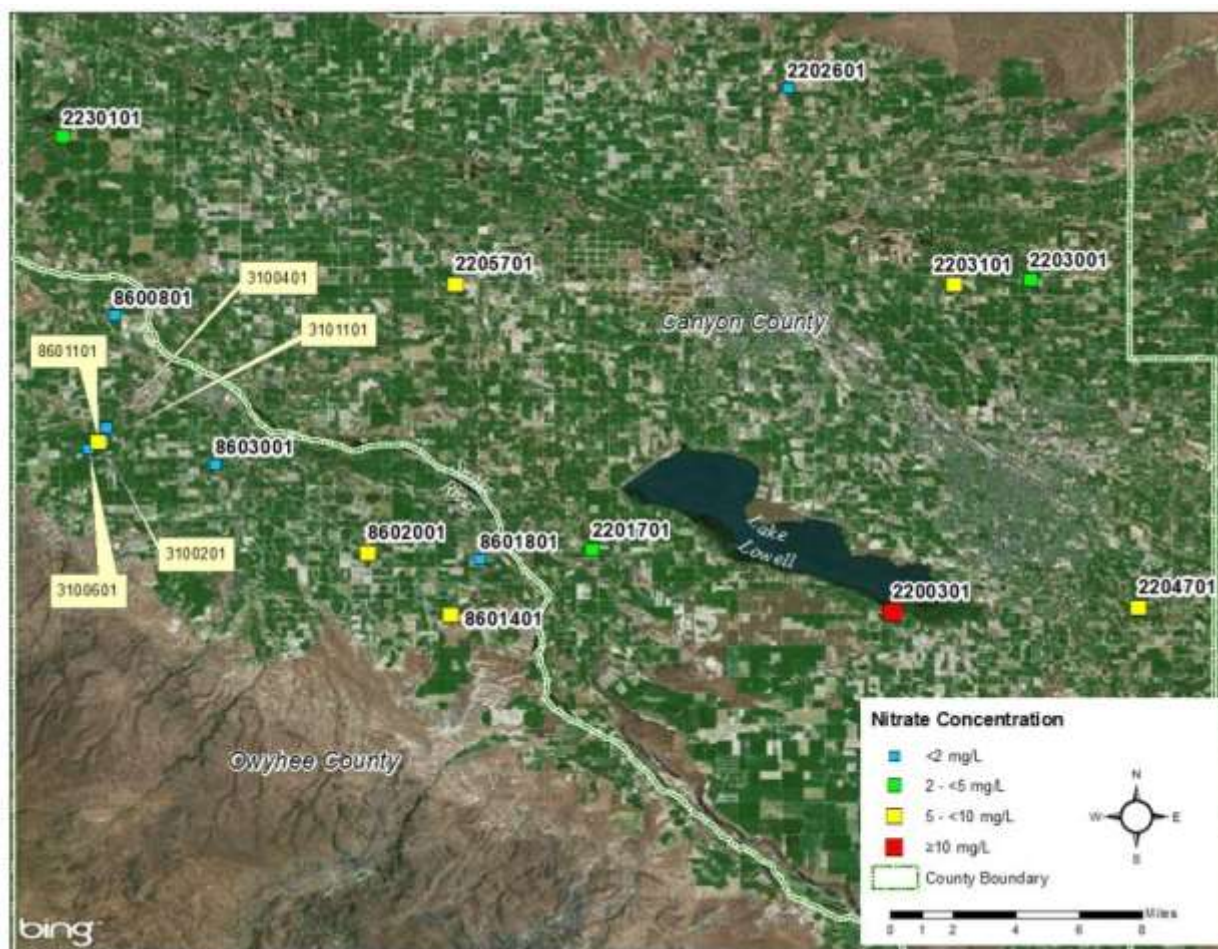 2202601
2230101
3100401
2205701
2203101
2203001
8600801
3101101
Canyon County
8601101
8603001
8602001
8601801
2201701
Lake
Lowell
3100201
3100601
2200301
2204701
8601401
Owyhee County
Nitrate Concentration
<2 mg/L
2 - <5 mg/L
5 - <10 mg/L
≥10 mg/L
County Boundary
N
W
E
S
Miles
0 1 2 4 6 8
bing